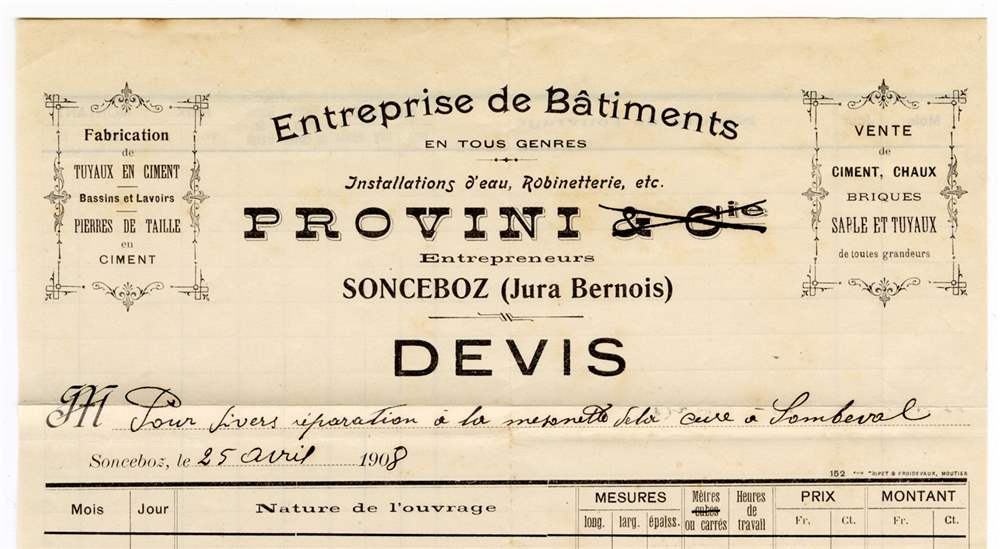 Entreprise de Bâtiments
EN TOUS GENRES
Installations d'eau, Robinetterie, etc.
PROVINI & Cie
Entrepreneurs
SONCEBOZ (Jura Bernois)
Fabrication
de
TUYAUX EN CIMENT
Bassins et Lavoirs
PIERRES DE TAILLE
en
CIMENT
VENTE
de
CIMENT, CHAUX
BRIQUES
SABLE ET TUYAUX
de toutes grandeurs
DEVIS
M Pour divers réparation à la de la cure à Sombeval
Sonceboz, le 25 avril 1908
152 & FROIDEVAUX, MOUTIER
Mois Jour Nature de l'ouvrage MESURES Mètres cubes ou carrés Heures de travail PRIX MONTANT
long. larg. épaiss. Fr. Ct. Fr. Ct.